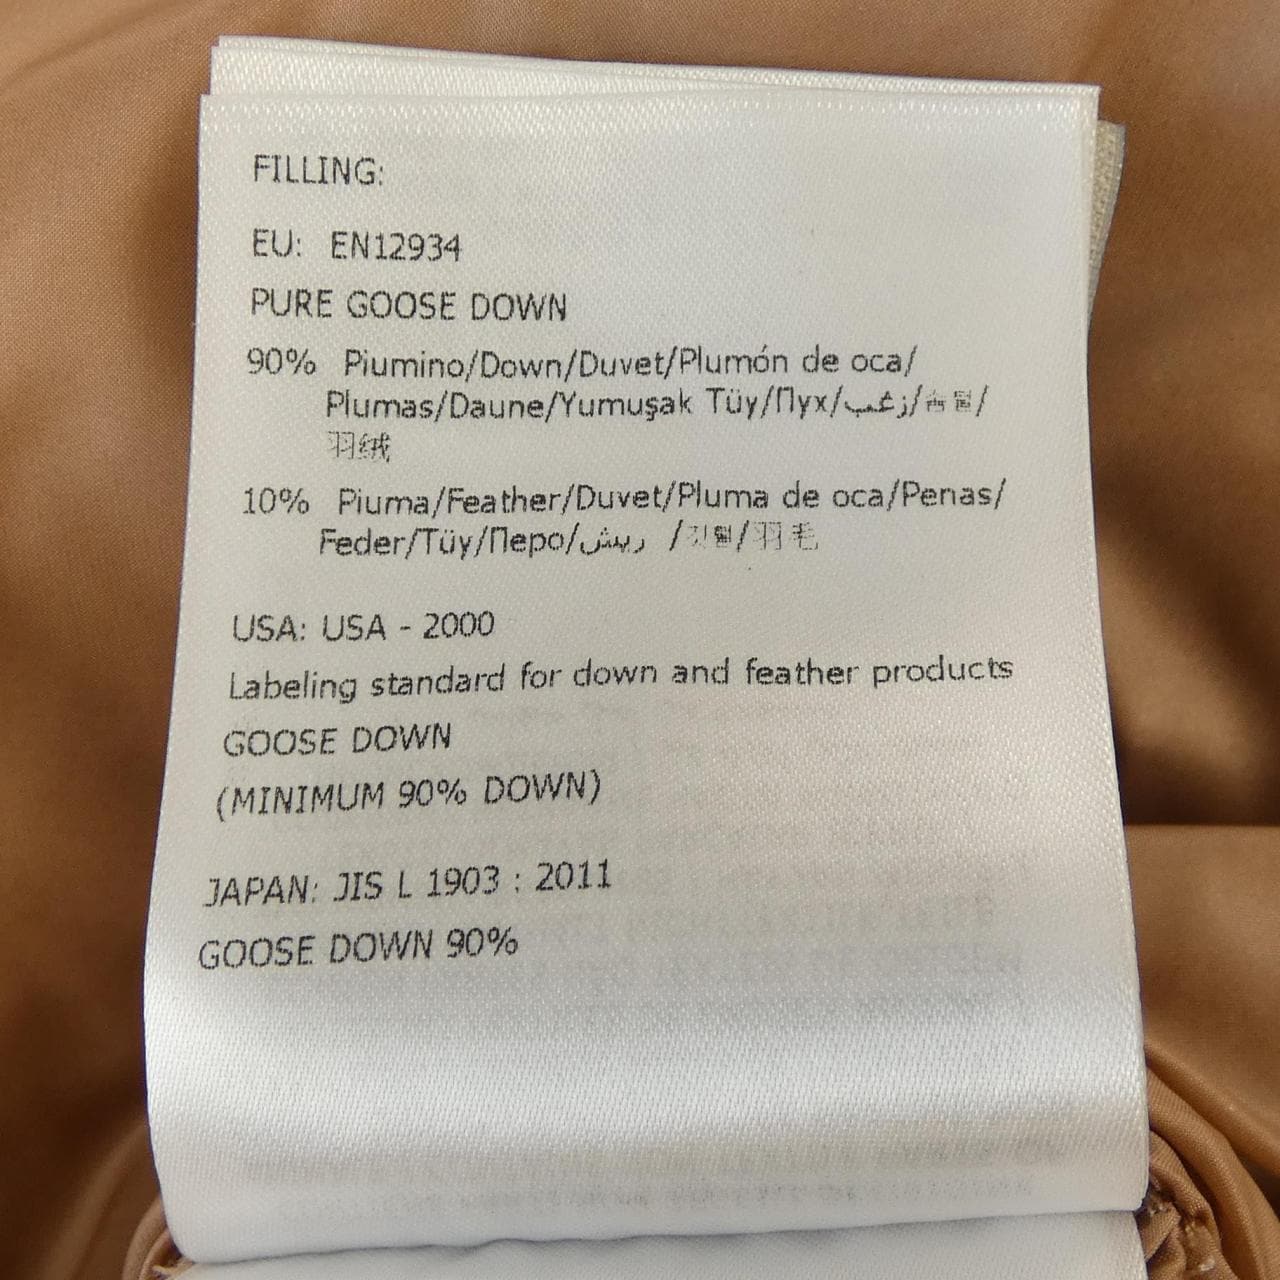 FILLING:
EU: EN12934
PURE GOOSE DOWN
90% Piumino/Down/Duvet/Plumón de oca/
Plumas/Daune/Yumuşak Tüy/Пух/زغب/솜털/
羽绒
10% Piuma/Feather/Duvet/Pluma de oca/Penas/
Feder/Tüy/Перо/ريش /깃털/羽毛
USA: USA - 2000
Labeling standard for down and feather products
GOOSE DOWN
(MINIMUM 90% DOWN)
JAPAN: JIS L 1903 : 2011
GOOSE DOWN 90%